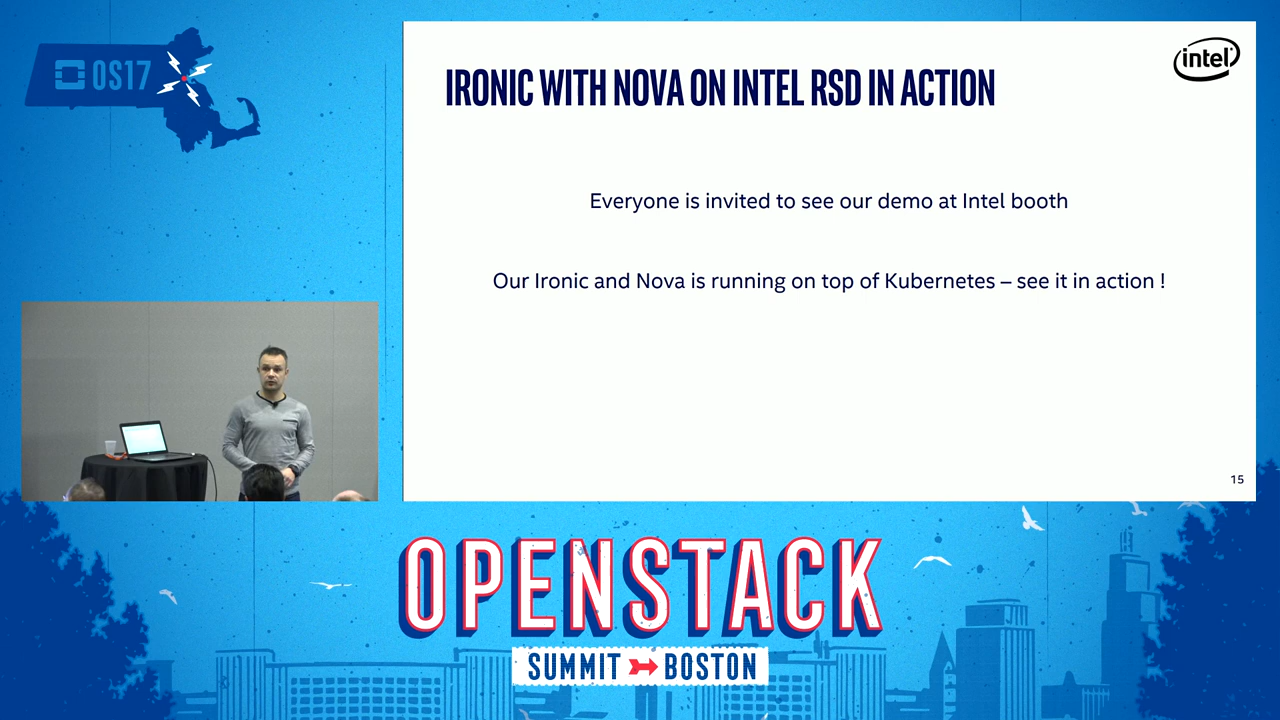 OS17
IRONIC WITH NOVA ON INTEL RSD IN ACTION
intel
Everyone is invited to see our demo at Intel booth
Our Ironic and Nova is running on top of Kubernetes – see it in action !
15
OPENSTACK
SUMMIT BOSTON